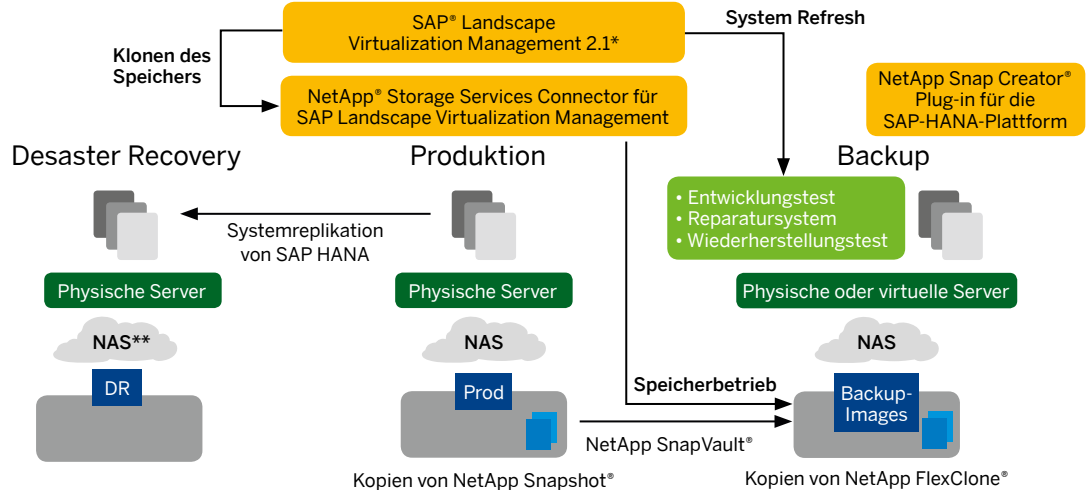 SAP® Landscape
Virtualization Management 2.1*
System Refresh
Klonen des
Speichers
NetApp® Storage Services Connector für
SAP Landscape Virtualization Management
NetApp Snap Creator®
Plug-in für die
SAP-HANA-Plattform
Desaster Recovery
Produktion
Backup
• Entwicklungstest
• Reparatursystem
• Wiederherstellungstest
Systemreplikation
von SAP HANA
Physische Server
Physische Server
Physische oder virtuelle Server
NAS**
NAS
NAS
DR
Prod
Speicherbetrieb
Backup-
Images
NetApp SnapVault®
Kopien von NetApp Snapshot®
Kopien von NetApp FlexClone®